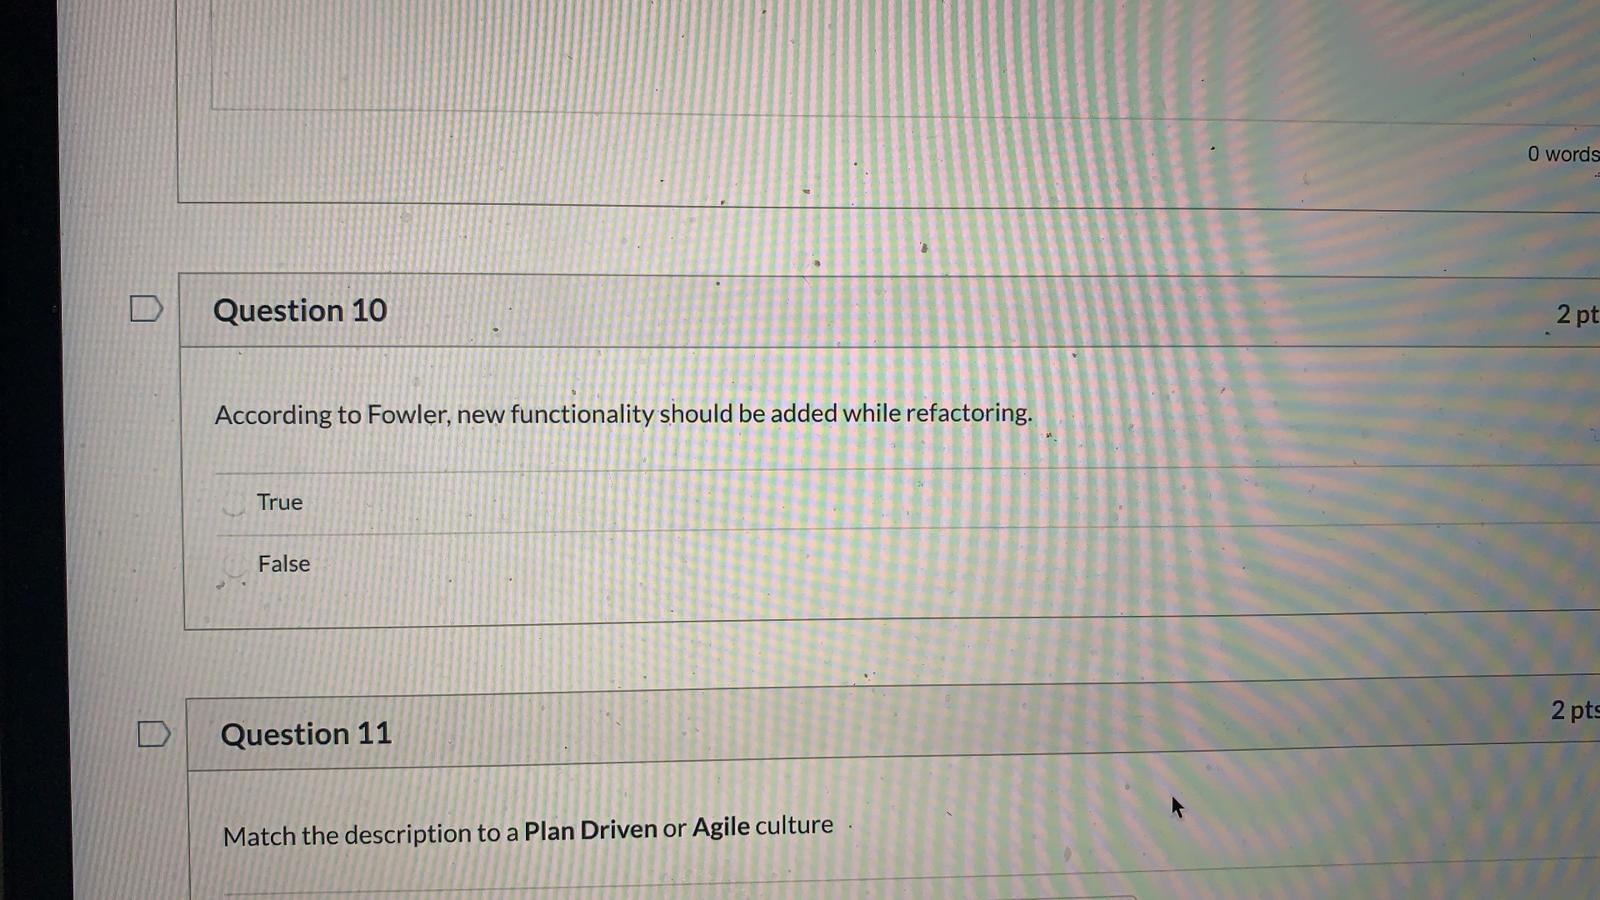 0 words
Question 10
2 pt
According to Fowler, new functionality should be added while refactoring.
True
False
Question 11
2 pts
Match the description to a Plan Driven or Agile culture